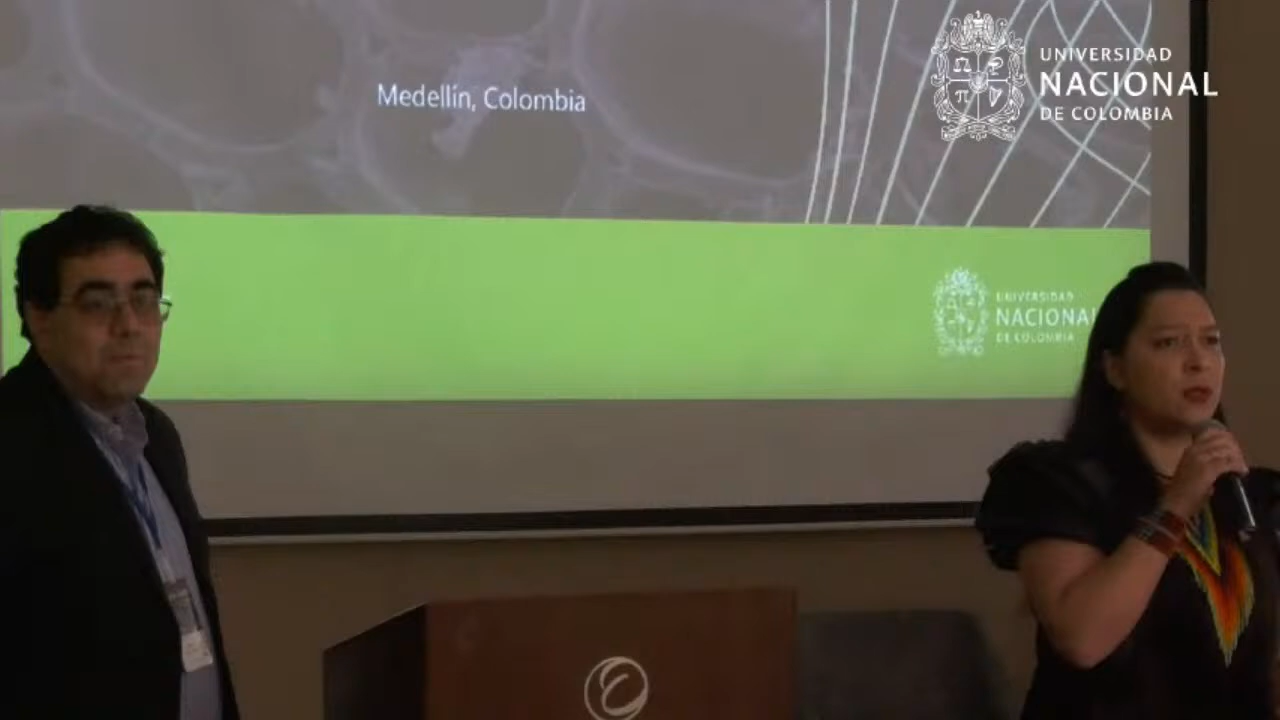 Medellín, Colombia
UNIVERSIDAD
NACIONAL
DE COLOMBIA
UNIVERSIDAD
NACIONAL
DE COLOMBIA